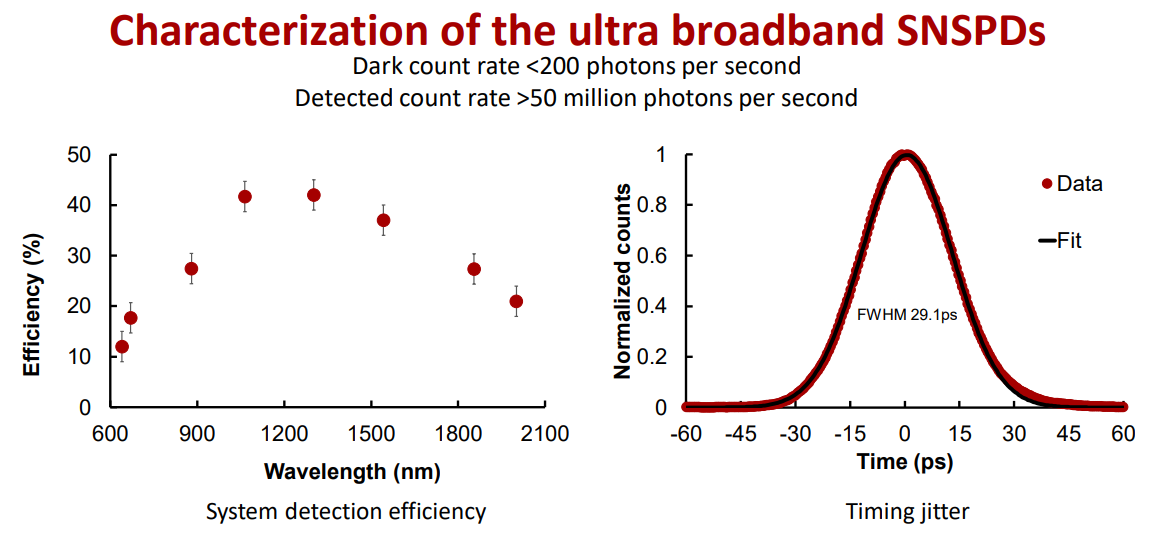 Characterization of the ultra broadband SNSPDs
Dark count rate <200 photons per second
Detected count rate >50 million photons per second
50
40
30
20
10
0
600 900 1200 1500 1800 2100
Efficiency (%)
Wavelength (nm)
System detection efficiency
1
0.8
0.6
0.4
0.2
0
-60 -45 -30 -15 0 15 30 45 60
Normalized counts
FWHM 29.1ps
Data
Fit
Time (ps)
Timing jitter